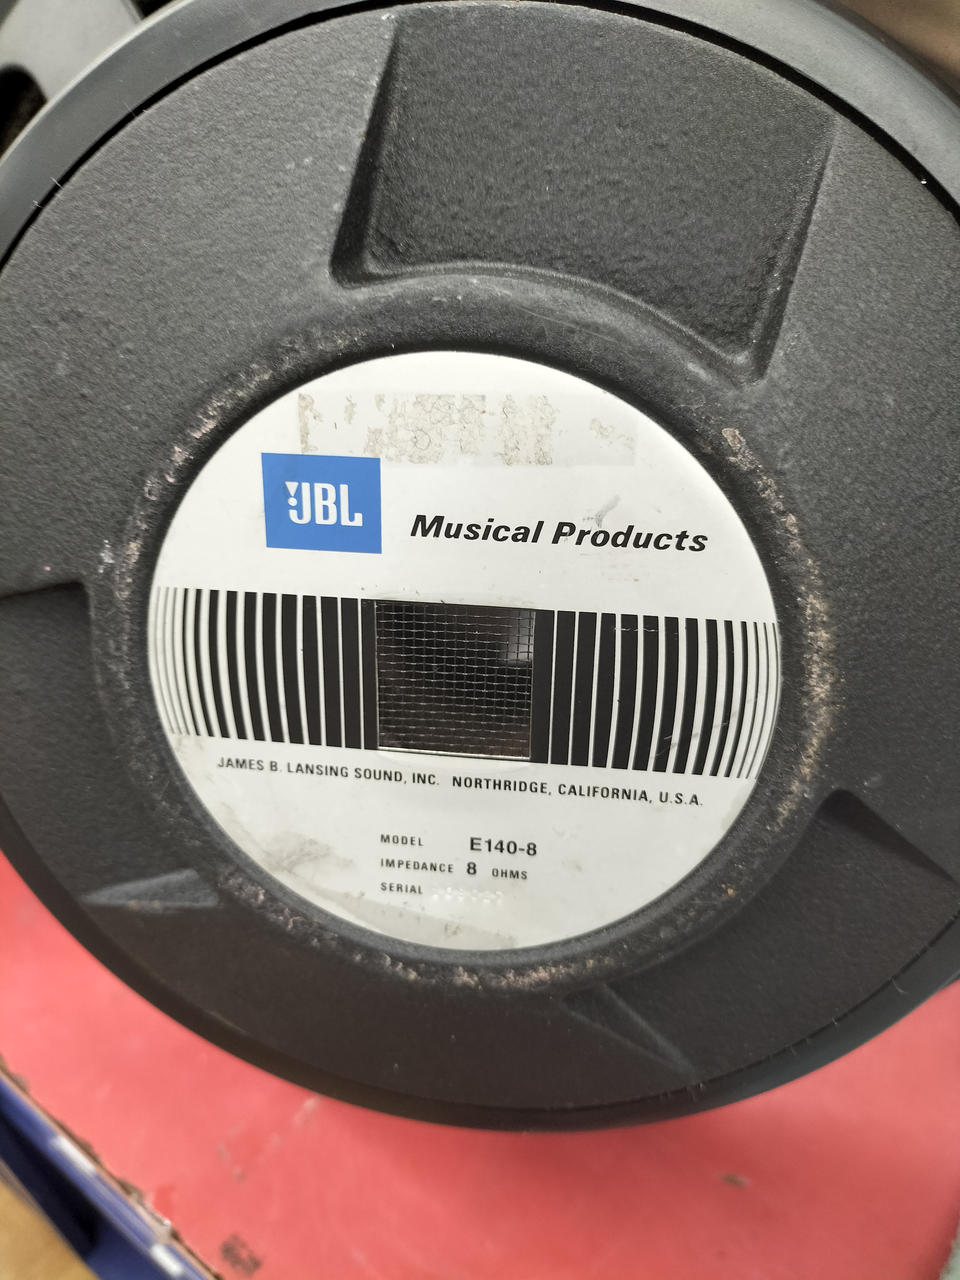 JBL
Musical Products
JAMES B. LANSING SOUND, INC. NORTHRIDGE, CALIFORNIA, U.S.A.
MODEL E140-8
IMPEDANCE 8 OHMS
SERIAL